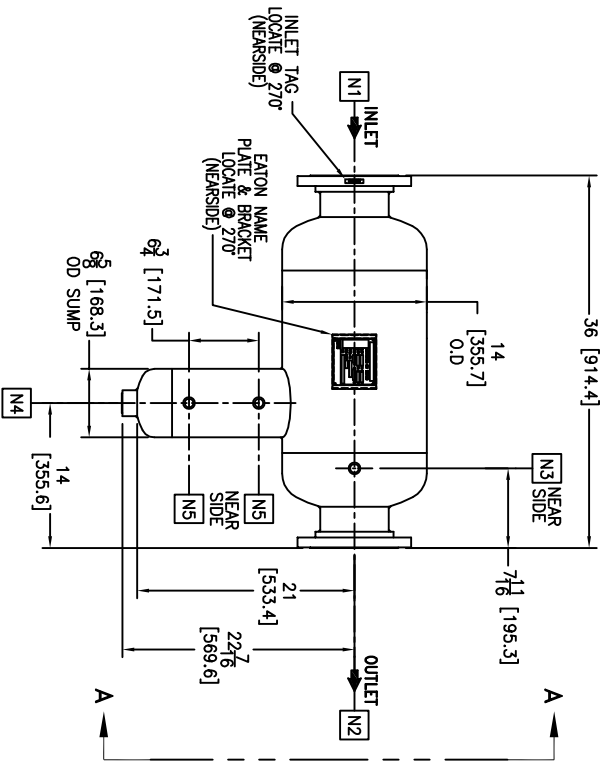 36 [914.4]
14
[355.7]
O.D
N3
NEAR
SIDE
7 11/16 [195.3]
A
INLET TAG
LOCATE @ 270°
(NEARSIDE)
N1
INLET
EATON NAME
PLATE & BRACKET
LOCATE @ 270°
(NEARSIDE)
OUTLET
N2
6 3/4 [171.5]
6 5/8 [168.3]
OD SUMP
N4
14
[355.6]
N5
N5
NEAR
SIDE
21
[533.4]
22 7/16
[569.6]
A